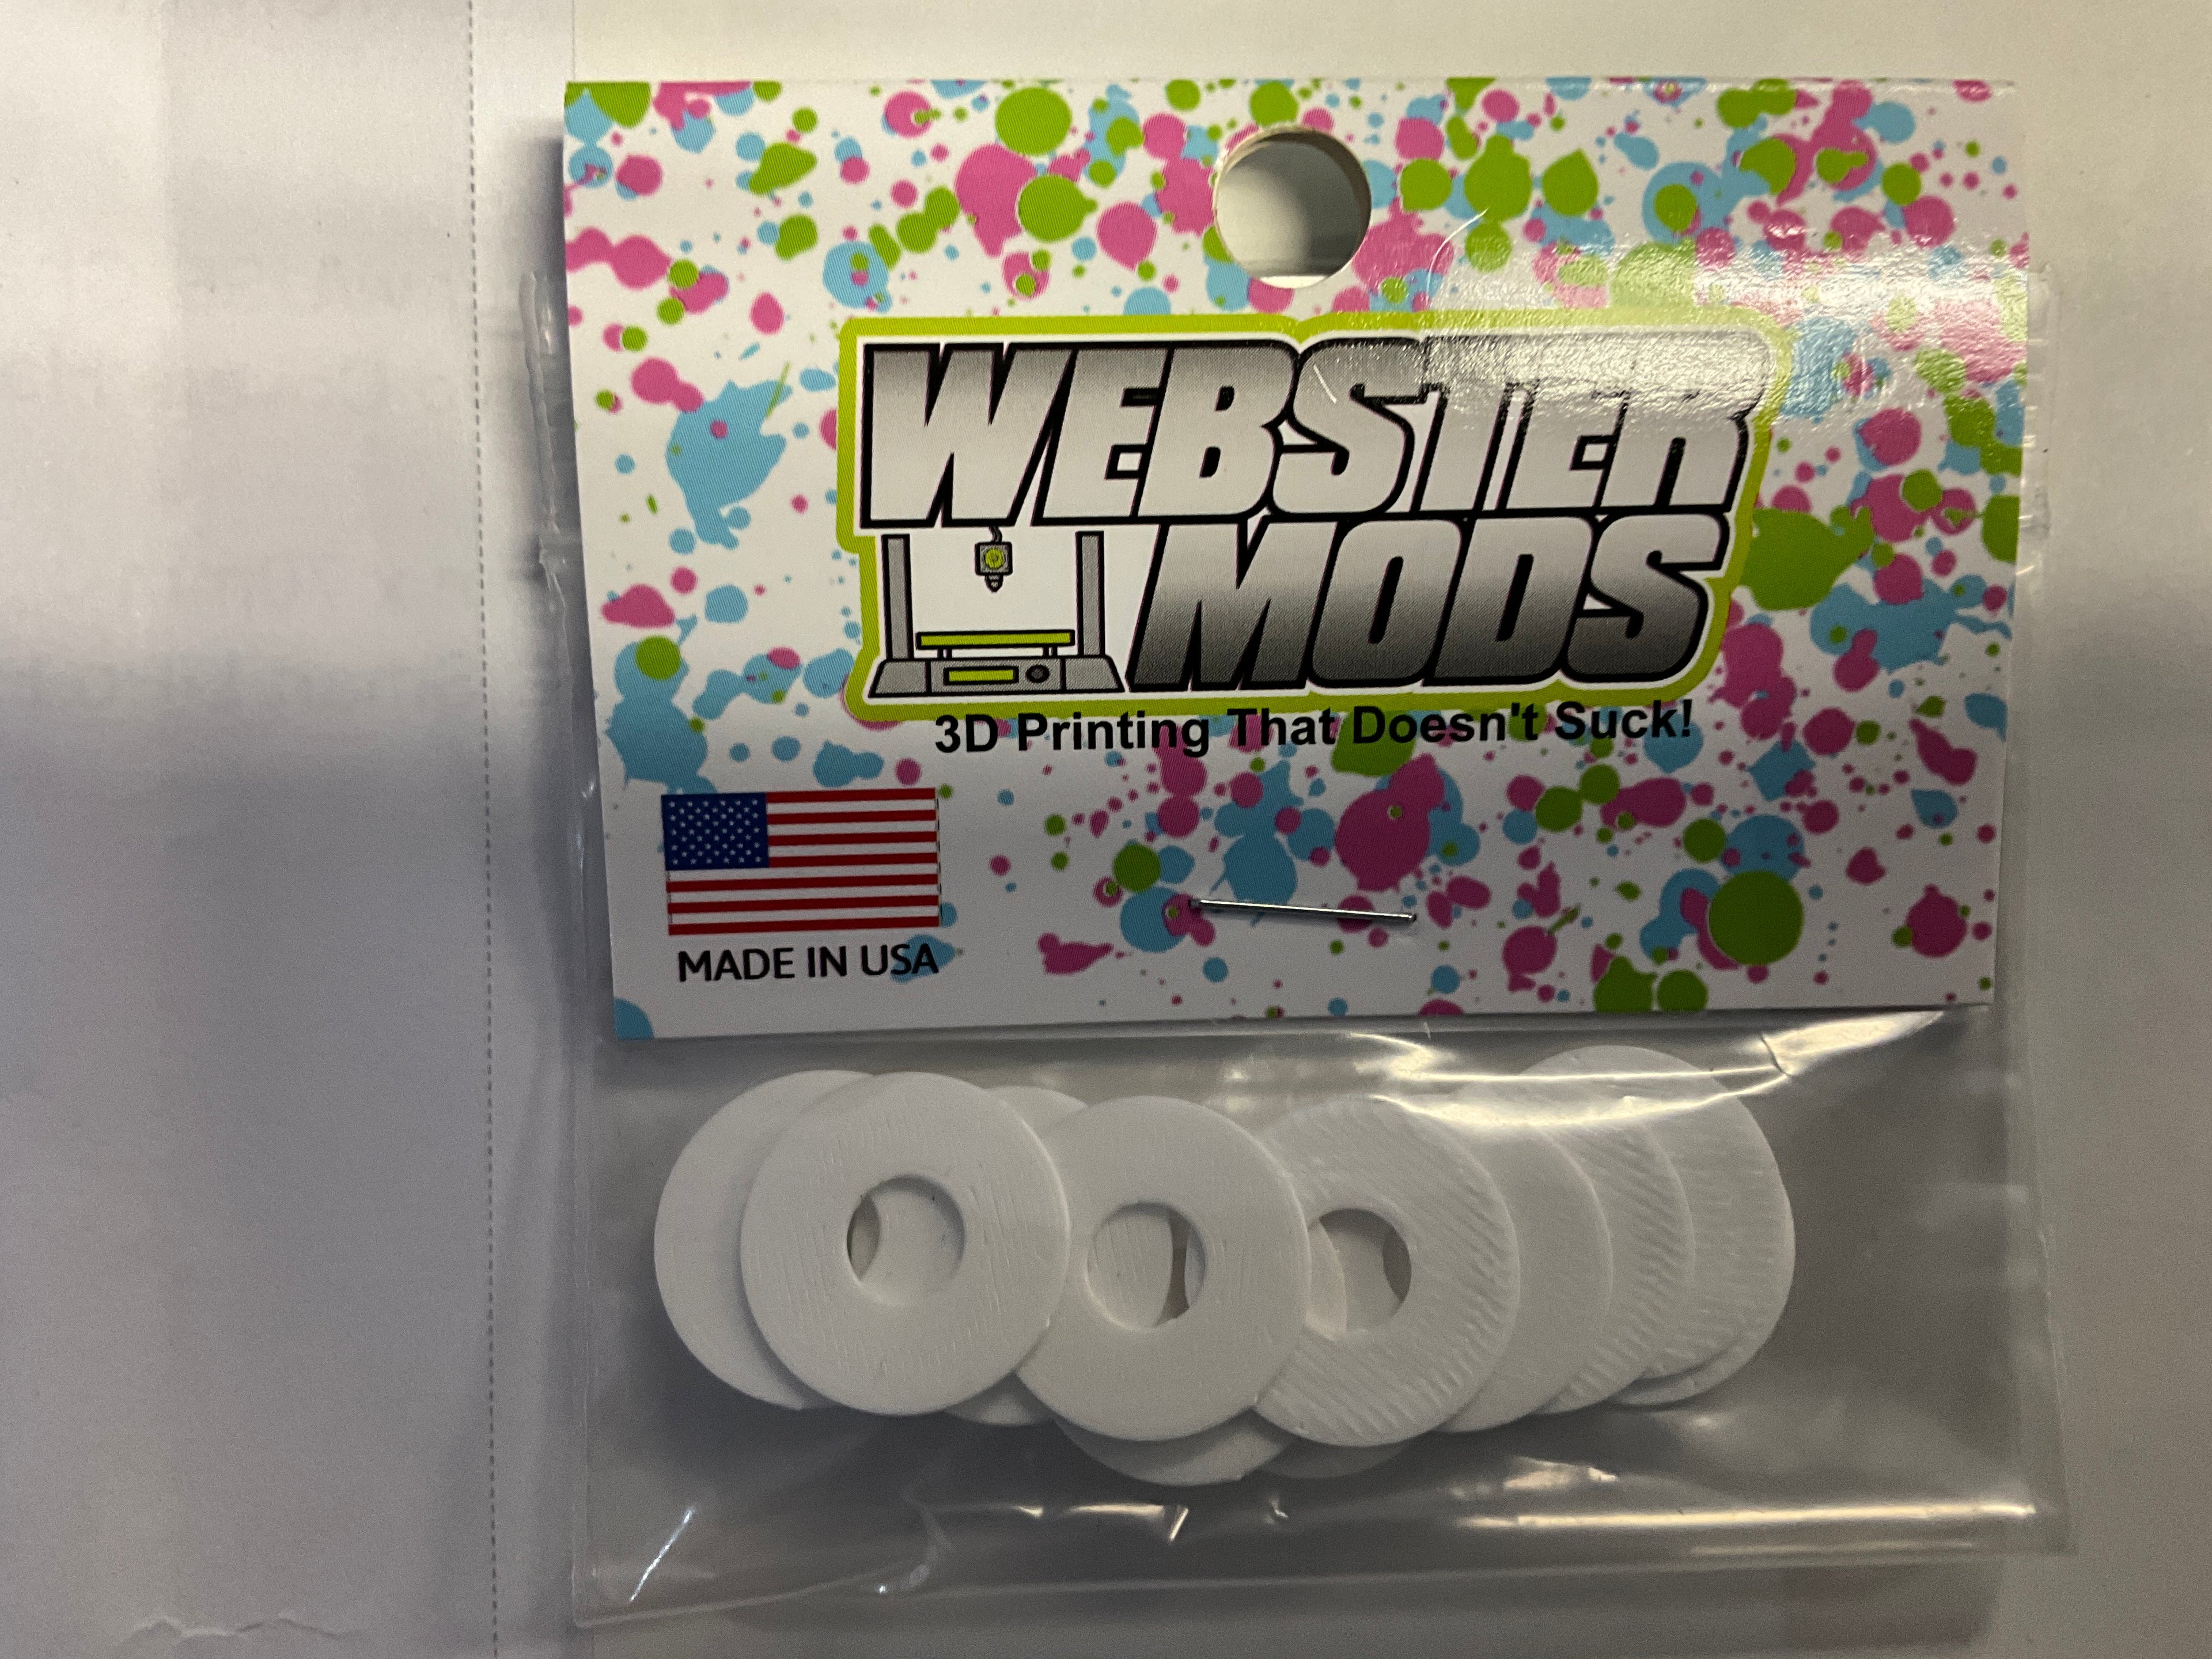 WEBSTER
MODS
3D Printing That Doesn't Suck!
MADE IN USA